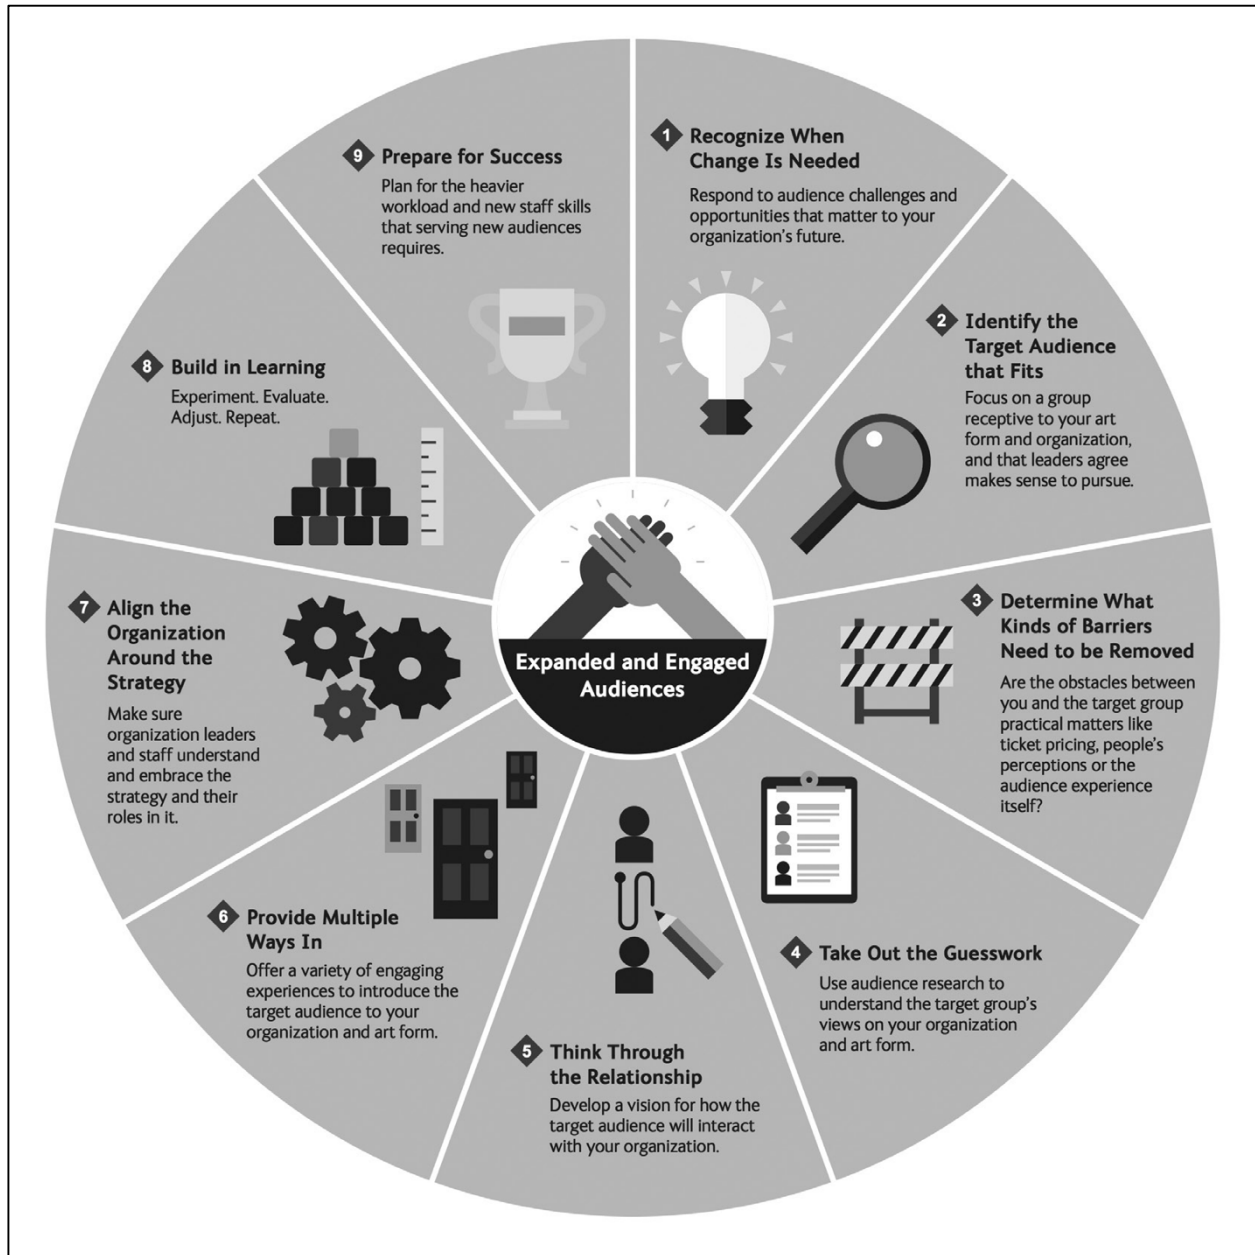 1
Recognize When
Change Is Needed
Respond to audience challenges and
opportunities that matter to your
organization's future.
2
Identify the
Target Audience
that Fits
Focus on a group
receptive to your art
form and organization,
and that leaders agree
makes sense to pursue.
3
Determine What
Kinds of Barriers
Need to be Removed
Are the obstacles between
you and the target group
practical matters like
ticket pricing, people's
perceptions or the
audience experience
itself?
4
Take Out the Guesswork
Use audience research to
understand the target group's
views on your organization
and art form.
5
Think Through
the Relationship
Develop a vision for how the
target audience will interact
with your organization.
6
Provide Multiple
Ways In
Offer a variety of engaging
experiences to introduce the
target audience to your
organization and art form.
7
Align the
Organization
Around the
Strategy
Make sure
organization leaders
and staff understand
and embrace the
strategy and their
roles in it.
8
Build in Learning
Experiment. Evaluate.
Adjust. Repeat.
9
Prepare for Success
Plan for the heavier
workload and new staff skills
that serving new audiences
requires.
Expanded and Engaged
Audiences